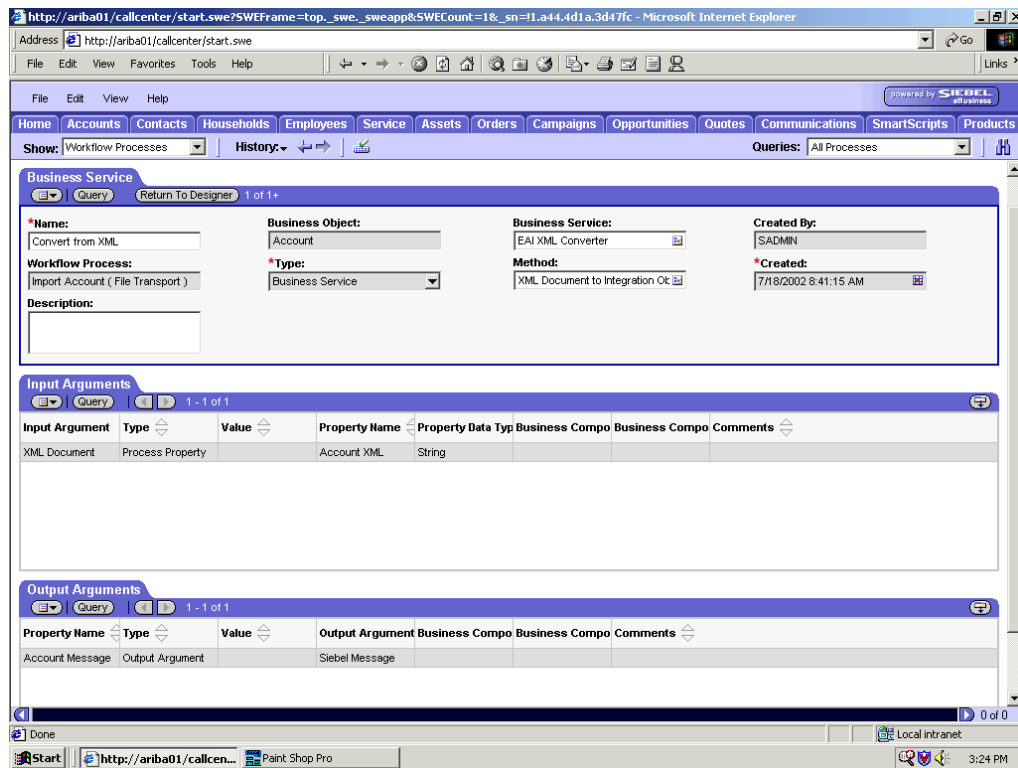 http://ariba01/callcenter/start.swe?SWEFrame=top._swe._sweapp&SWECount=1&_sn=!1.a44.4d1a.3d47fc - Microsoft Internet Explorer
Address http://ariba01/callcenter/start.swe Go
File Edit View Favorites Tools Help Links
File Edit View Help powered by SIEBEL eBusiness
Home Accounts Contacts Households Employees Service Assets Orders Campaigns Opportunities Quotes Communications SmartScripts Products
Show: Workflow Processes History: Queries: All Processes
Business Service
Query Return To Designer 1 of 1+
*Name: Business Object: Business Service: Created By:
Convert from XML Account EAI XML Converter SADMIN
Workflow Process: *Type: Method: *Created:
Import Account ( File Transport ) Business Service XML Document to Integration Ok 7/18/2002 8:41:15 AM
Description:
Input Arguments
Query 1 - 1 of 1
Input Argument Type Value Property Name Property Data Typ Business Compo Business Compo Comments
XML Document Process Property Account XML String
Output Arguments
Query 1 - 1 of 1
Property Name Type Value Output Argument Business Compo Business Compo Comments
Account Message Output Argument Siebel Message
0 of 0
Done Local intranet
Start http://ariba01/callcen... Paint Shop Pro 3:24 PM